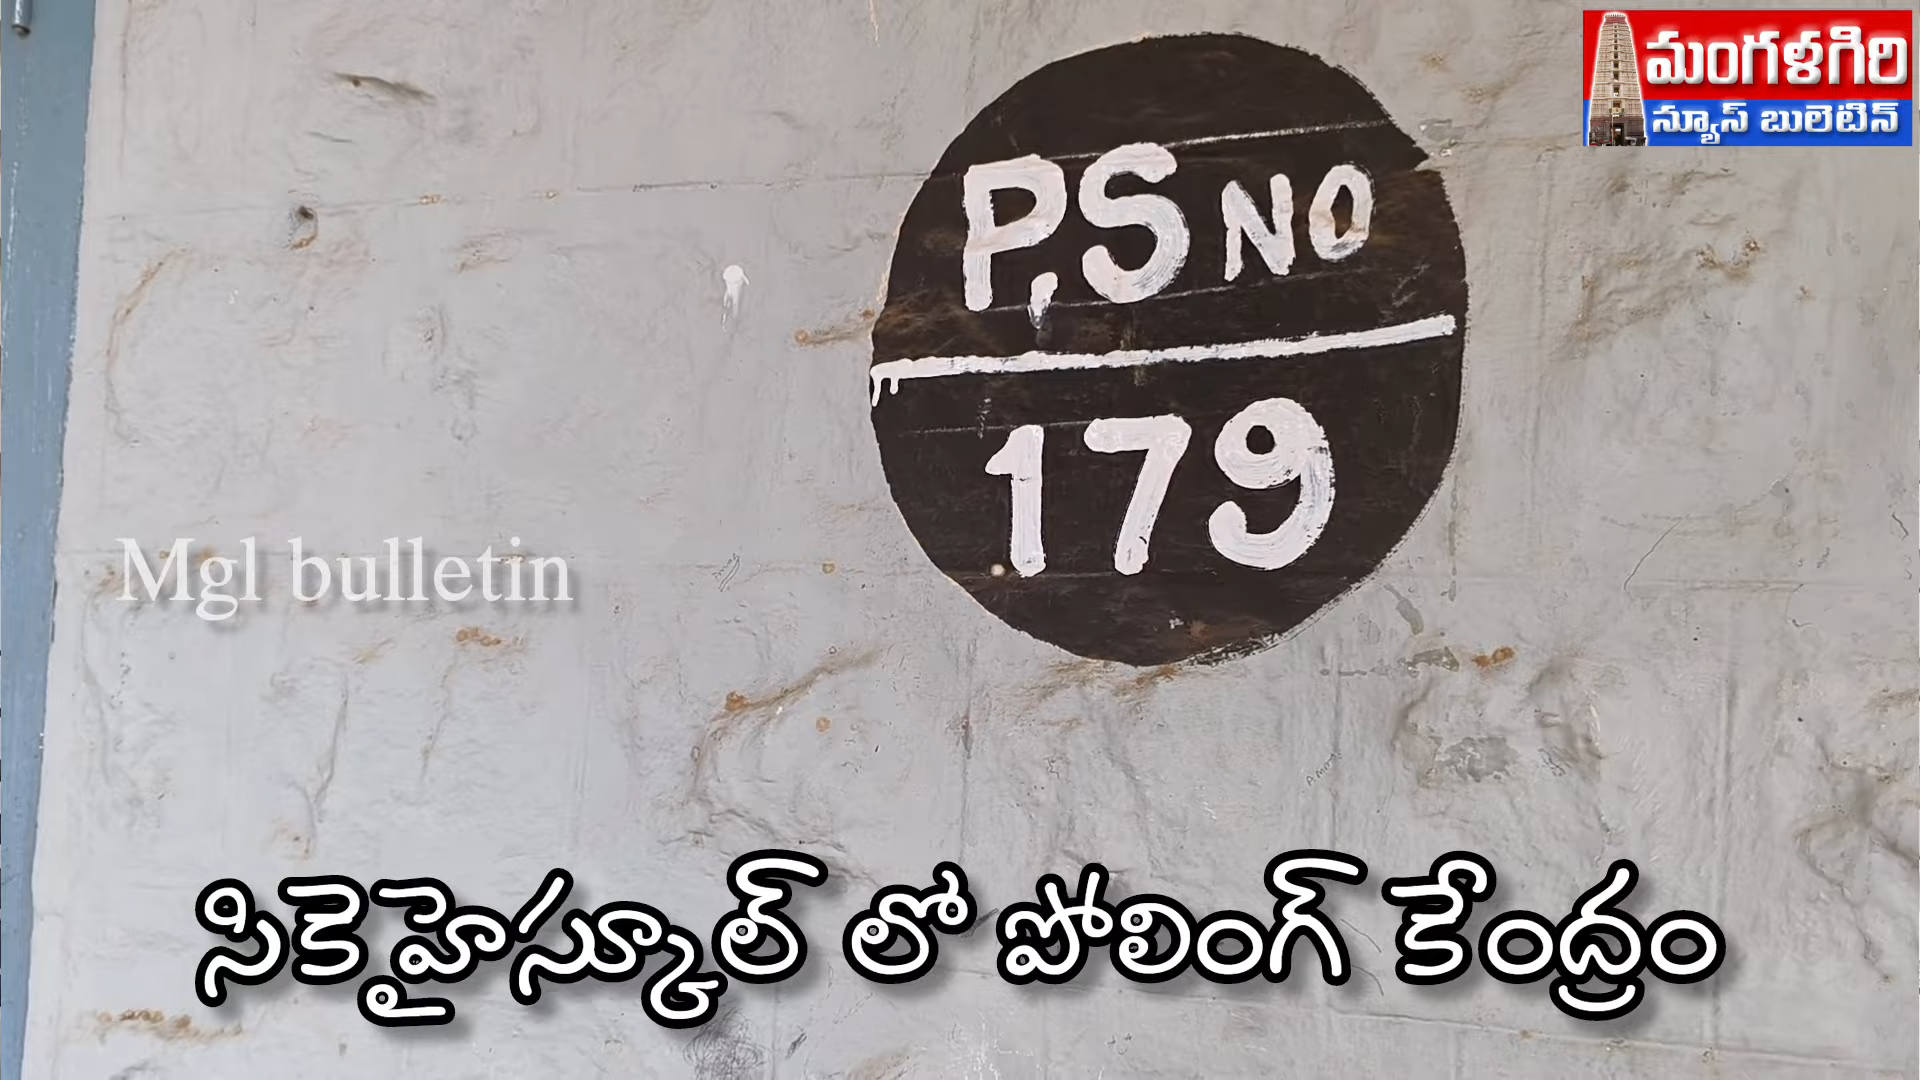 మంగళగిరి
న్యూస్ బులెటిన్
P.S NO
179
Mgl bulletin
సికెహైస్కూల్ లో పోలింగ్ కేంద్రం